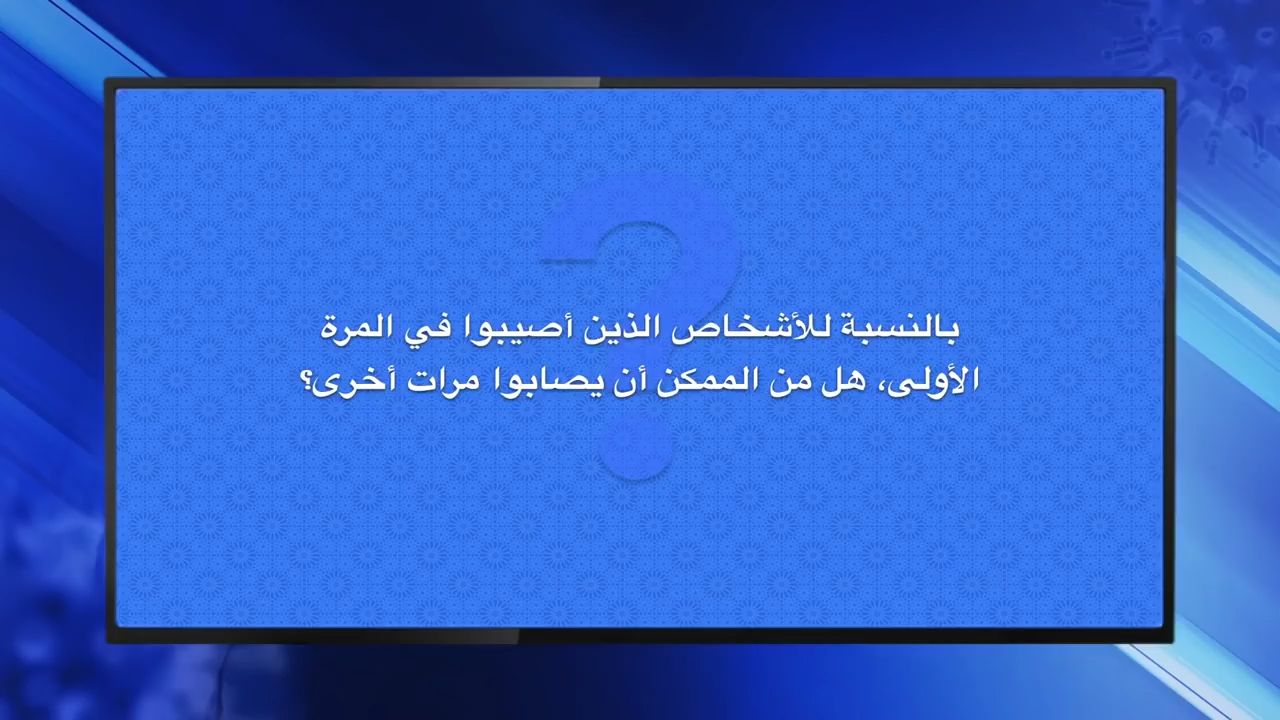 بالنسبة للأشخاص الذين أصيبوا في المرة
الأولى، هل من الممكن أن يصابوا مرات أخرى؟